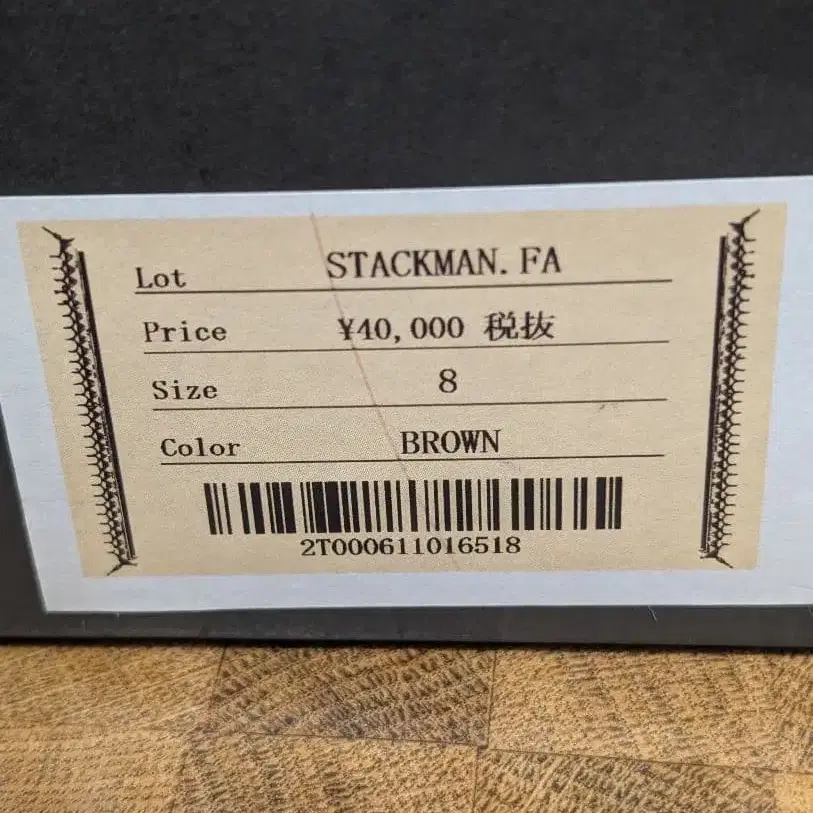 Lot STACKMAN.FA
Price ¥40,000 税抜
Size 8
Color BROWN
2T000611016518